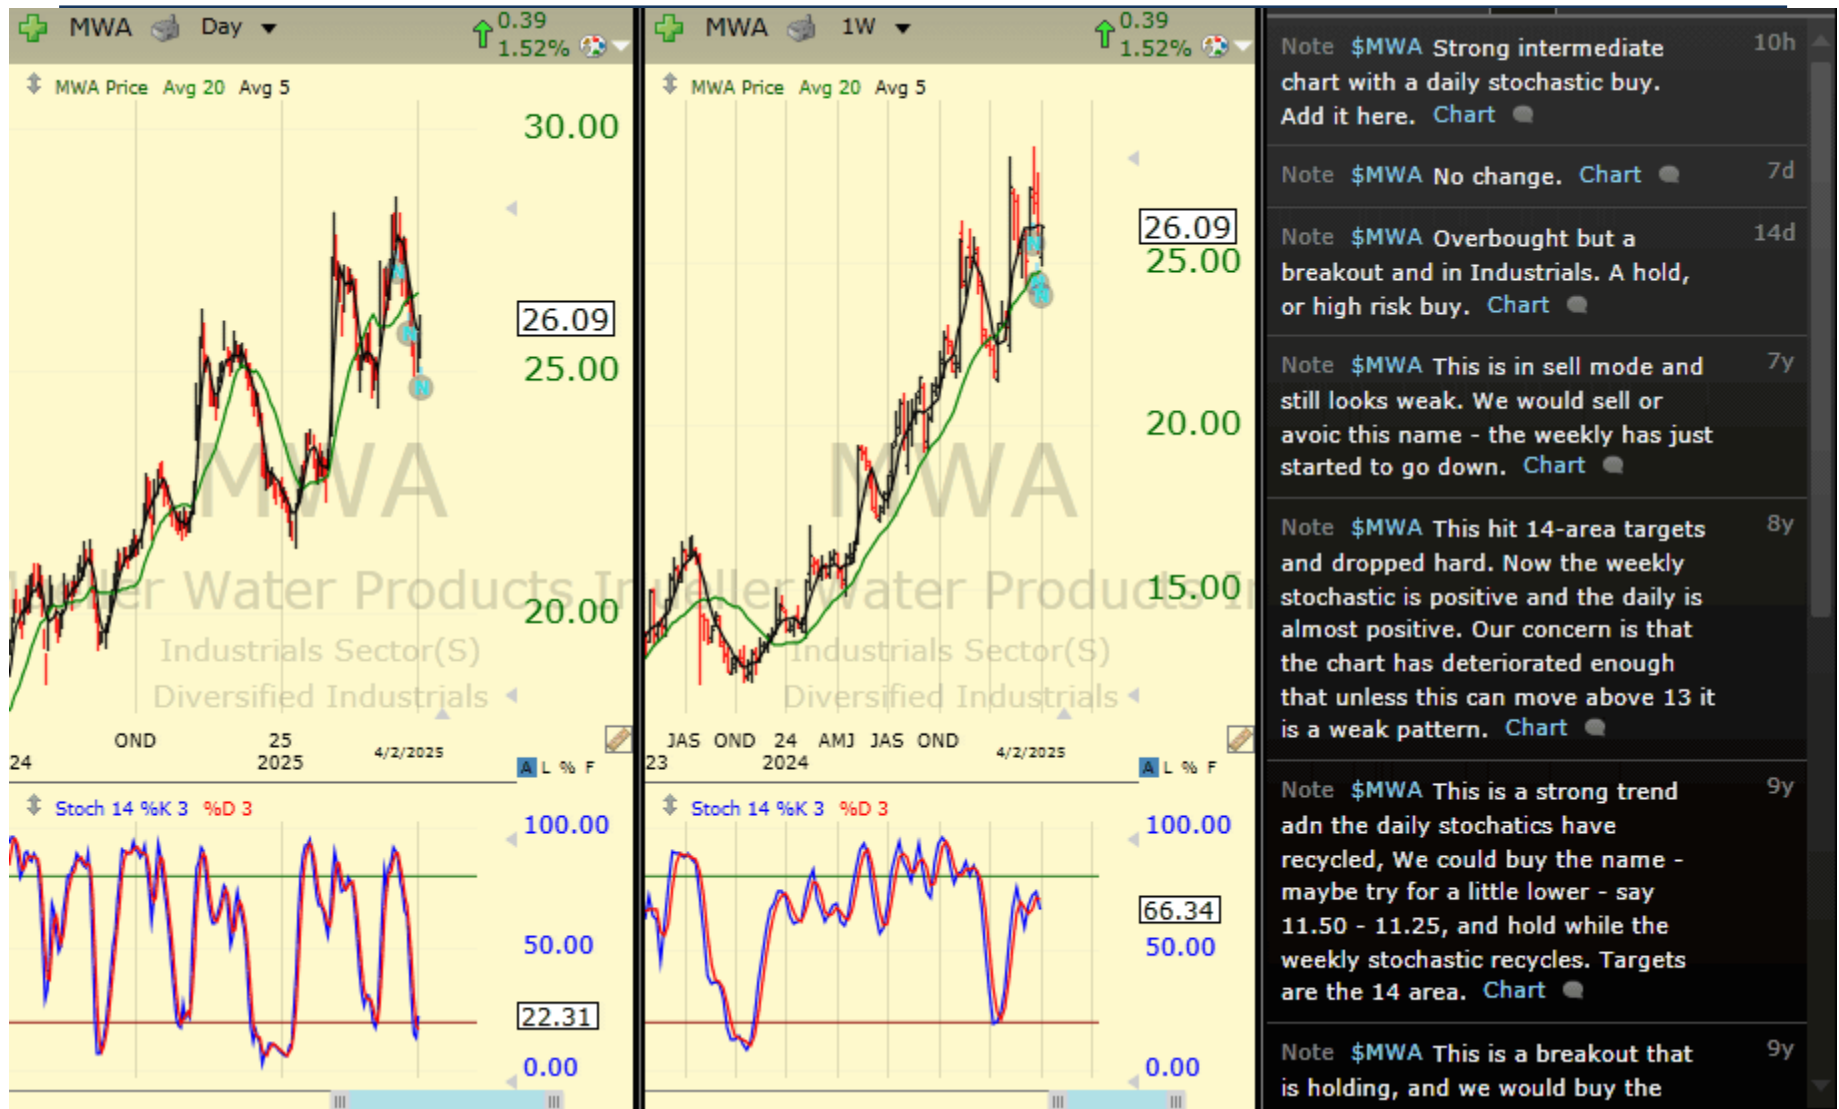 MWA Day 0.39
1.52%
MWA Price Avg 20 Avg 5
30.00
26.09
25.00
20.00
N
N
N
MWA
Industrials Sector(S)
Diversified Industrials
OND 25
24 2025 4/2/2025
A L % F
Stoch 14 %K 3 %D 3
100.00
50.00
22.31
0.00
MWA 1W 0.39
1.52%
MWA Price Avg 20 Avg 5
26.09
25.00
20.00
15.00
N
N
MWA
eller Water Products In
Industrials Sector(S)
Diversified Industrials
JAS OND 24 AMJ JAS OND
23 2024 4/2/2025
A L % F
Stoch 14 %K 3 %D 3
100.00
66.34
50.00
0.00
Note $MWA Strong intermediate 10h
chart with a daily stochastic buy.
Add it here. Chart
Note $MWA No change. Chart 7d
Note $MWA Overbought but a 14d
breakout and in Industrials. A hold,
or high risk buy. Chart
Note $MWA This is in sell mode and 7y
still looks weak. We would sell or
avoic this name - the weekly has just
started to go down. Chart
Note $MWA This hit 14-area targets 8y
and dropped hard. Now the weekly
stochastic is positive and the daily is
almost positive. Our concern is that
the chart has deteriorated enough
that unless this can move above 13 it
is a weak pattern. Chart
Note $MWA This is a strong trend 9y
adn the daily stochatics have
recycled, We could buy the name -
maybe try for a little lower - say
11.50 - 11.25, and hold while the
weekly stochastic recycles. Targets
are the 14 area. Chart
Note $MWA This is a breakout that 9y
is holding, and we would buy the